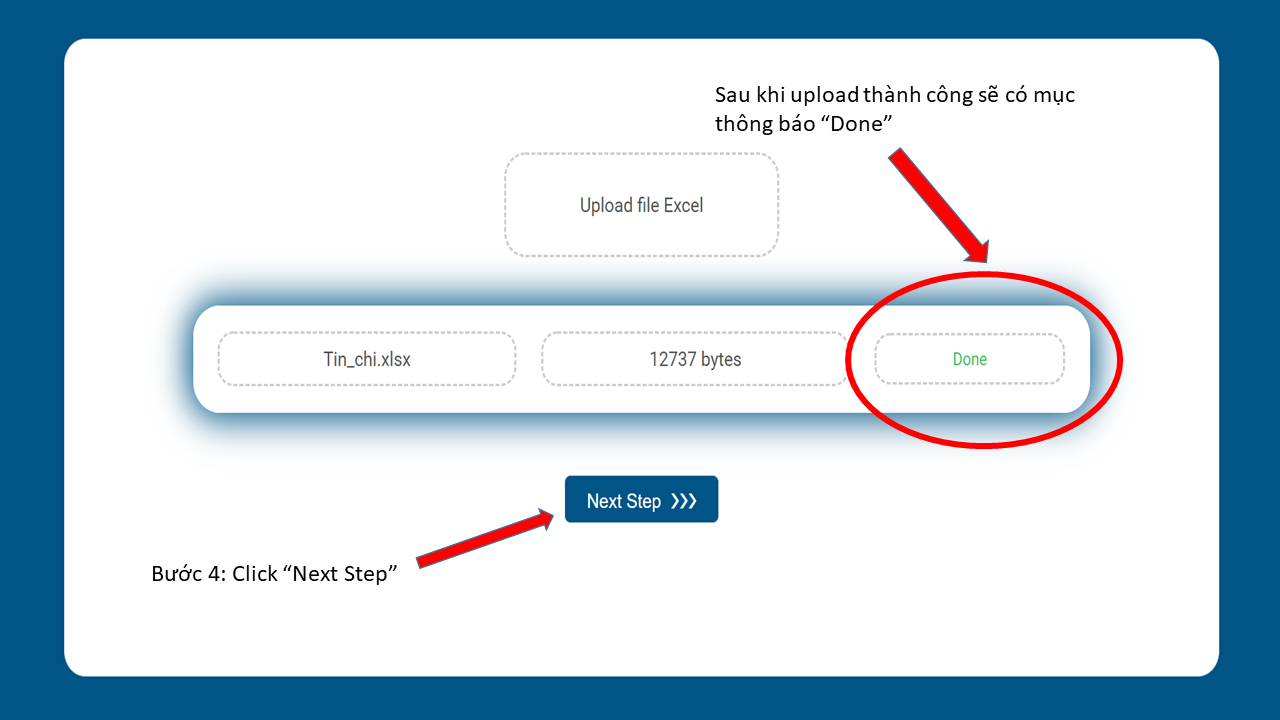 Sau khi upload thành công sẽ có mục
thông báo “Done”
Upload file Excel
Tin_chi.xlsx
12737 bytes
Done
Next Step ❯❯❯
Bước 4: Click “Next Step”